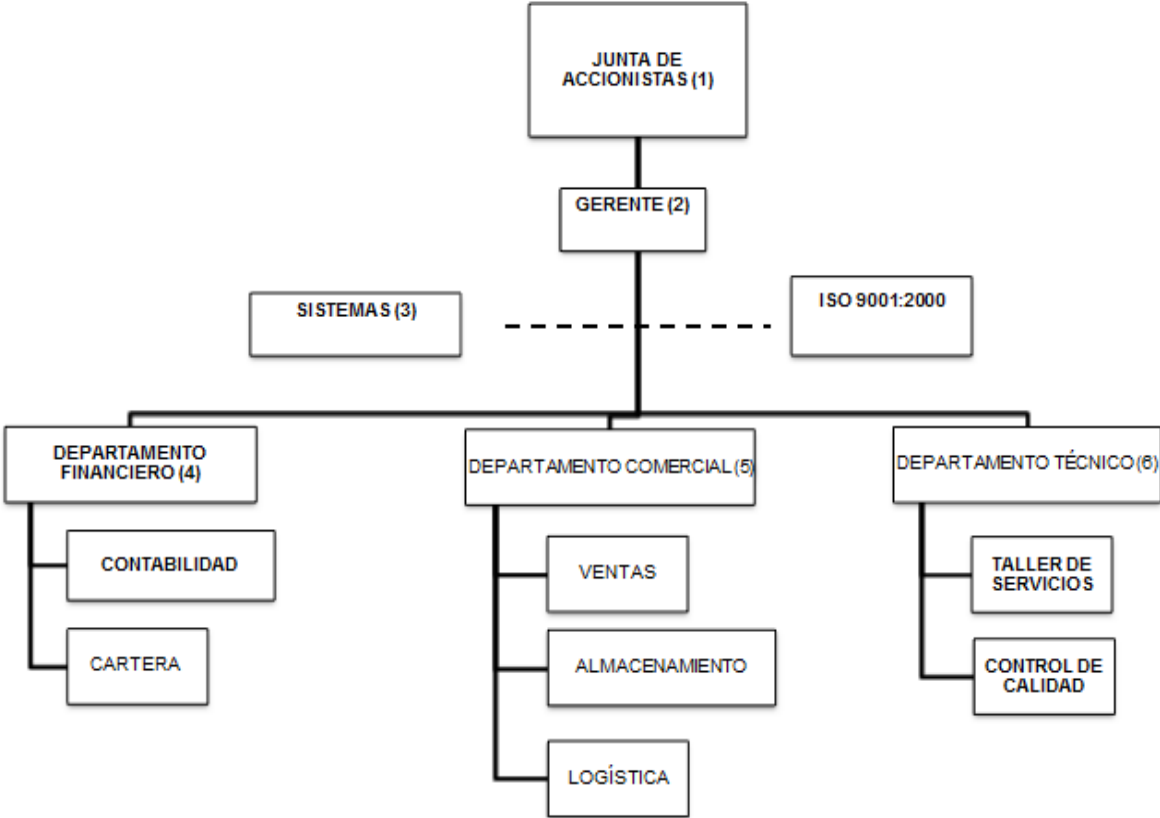 JUNTA DE
ACCIONISTAS (1)
GERENTE (2)
SISTEMAS (3)
ISO 9001:2000
DEPARTAMENTO
FINANCIERO (4)
DEPARTAMENTO COMERCIAL (5)
DEPARTAMENTO TÉCNICO (6)
CONTABILIDAD
CARTERA
VENTAS
ALMACENAMIENTO
LOGÍSTICA
TALLER DE
SERVICIOS
CONTROL DE
CALIDAD